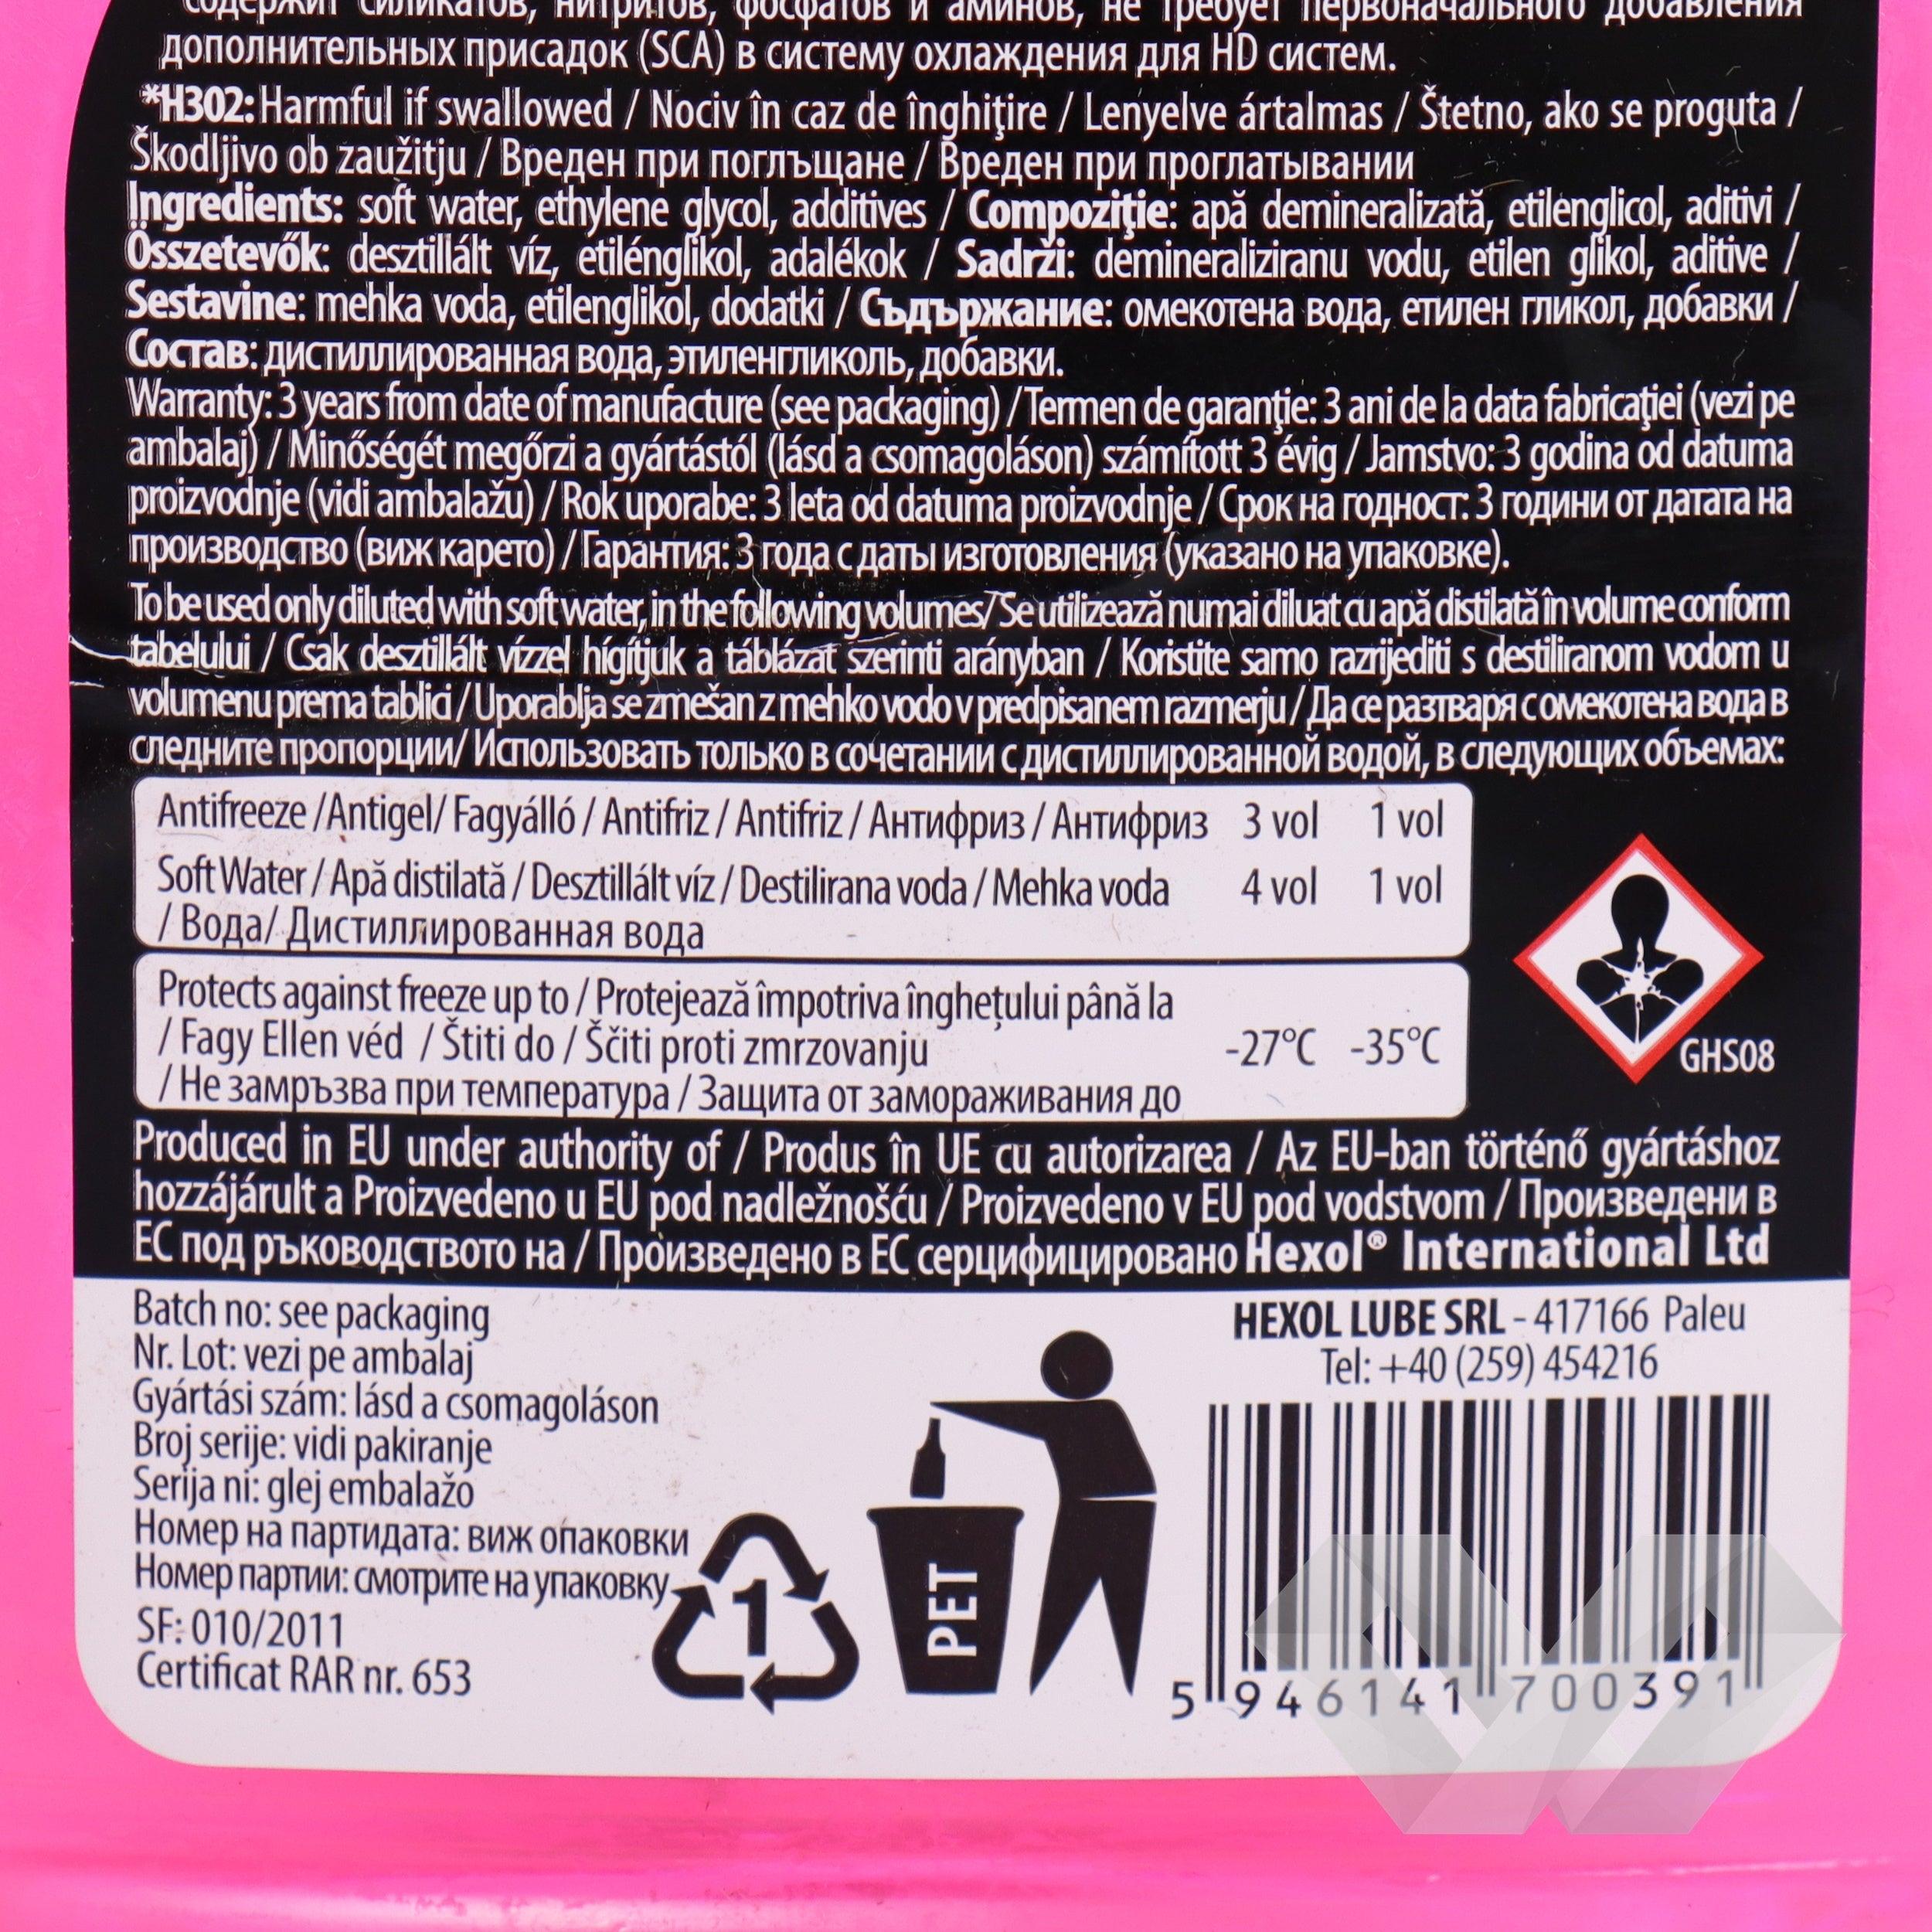 содержит силикатов, нитритов, фосфатов и аминов, не требует первоначального добавления
дополнительных присадок (SCA) в систему охлаждения для HD систем.
*H302: Harmful if swallowed / Nociv în caz de înghiţire / Lenyelve ártalmas / Štetno, ako se proguta /
Škodljivo ob zaužitju / Вреден при поглъщане / Вреден при проглатывании
Ingredients: soft water, ethylene glycol, additives / Compoziţie: apă demineralizată, etilenglicol, aditivi /
Összetevők: desztillált víz, etilénglikol, adalékok / Sadrži: demineraliziranu vodu, etilen glikol, aditive /
Sestavine: mehka voda, etilenglikol, dodatki / Съдържание: омекотена вода, етилен гликол, добавки /
Состав: дистиллированная вода, этиленгликоль, добавки.
Warranty: 3 years from date of manufacture (see packaging) / Termen de garanţie: 3 ani de la data fabricaţiei (vezi pe
ambalaj) / Minőségét megőrzi a gyártástól (lásd a csomagoláson) számított 3 évig / Jamstvo: 3 godina od datuma
proizvodnje (vidi ambalažu) / Rok uporabe: 3 leta od datuma proizvodnje / Срок на годност: 3 години от датата на
производство (виж карето) / Гарантия: 3 года с даты изготовления (указано на упаковке).
To be used only diluted with soft water, in the following volumes/ Se utilizează numai diluat cu apă distilată în volume conform
tabelului / Csak desztillált vízzel hígítjuk a táblázat szerinti arányban / Koristite samo razrijediti s destiliranom vodom u
volumenu prema tablici / Uporablja se zmešan z mehko vodo v predpisanem razmerju / Да се разтваря с омекотена вода в
следните пропорции/ Использовать только в сочетании с дистиллированной водой, в следующих объемах:
Antifreeze /Antigel/ Fagyálló / Antifriz / Antifriz / Антифриз / Антифриз 3 vol 1 vol
Soft Water / Apă distilată / Desztillált víz / Destilirana voda / Mehka voda 4 vol 1 vol
/ Вода/ Дистиллированная вода
Protects against freeze up to / Protejează împotriva înghețului până la
/ Fagy Ellen véd / Štiti do / Ščiti proti zmrzovanju -27°C -35°C
/ Не замръзва при температура / Защита от замораживания до
GHS08
Produced in EU under authority of / Produs în UE cu autorizarea / Az EU-ban történő gyártáshoz
hozzájárult a Proizvedeno u EU pod nadležnošću / Proizvedeno v EU pod vodstvom / Произведени в
ЕС под ръководството на / Произведено в ЕС серцифицировано Hexol® International Ltd
Batch no: see packaging
Nr. Lot: vezi pe ambalaj
Gyártási szám: lásd a csomagoláson
Broj serije: vidi pakiranje
Serija ni: glej embalažo
Номер на партидата: виж опаковки
Номер партии: смотрите на упаковку
SF: 010/2011
Certificat RAR nr. 653
1
PET
HEXOL LUBE SRL - 417166 Paleu
Tel: +40 (259) 454216
5 946141 700391